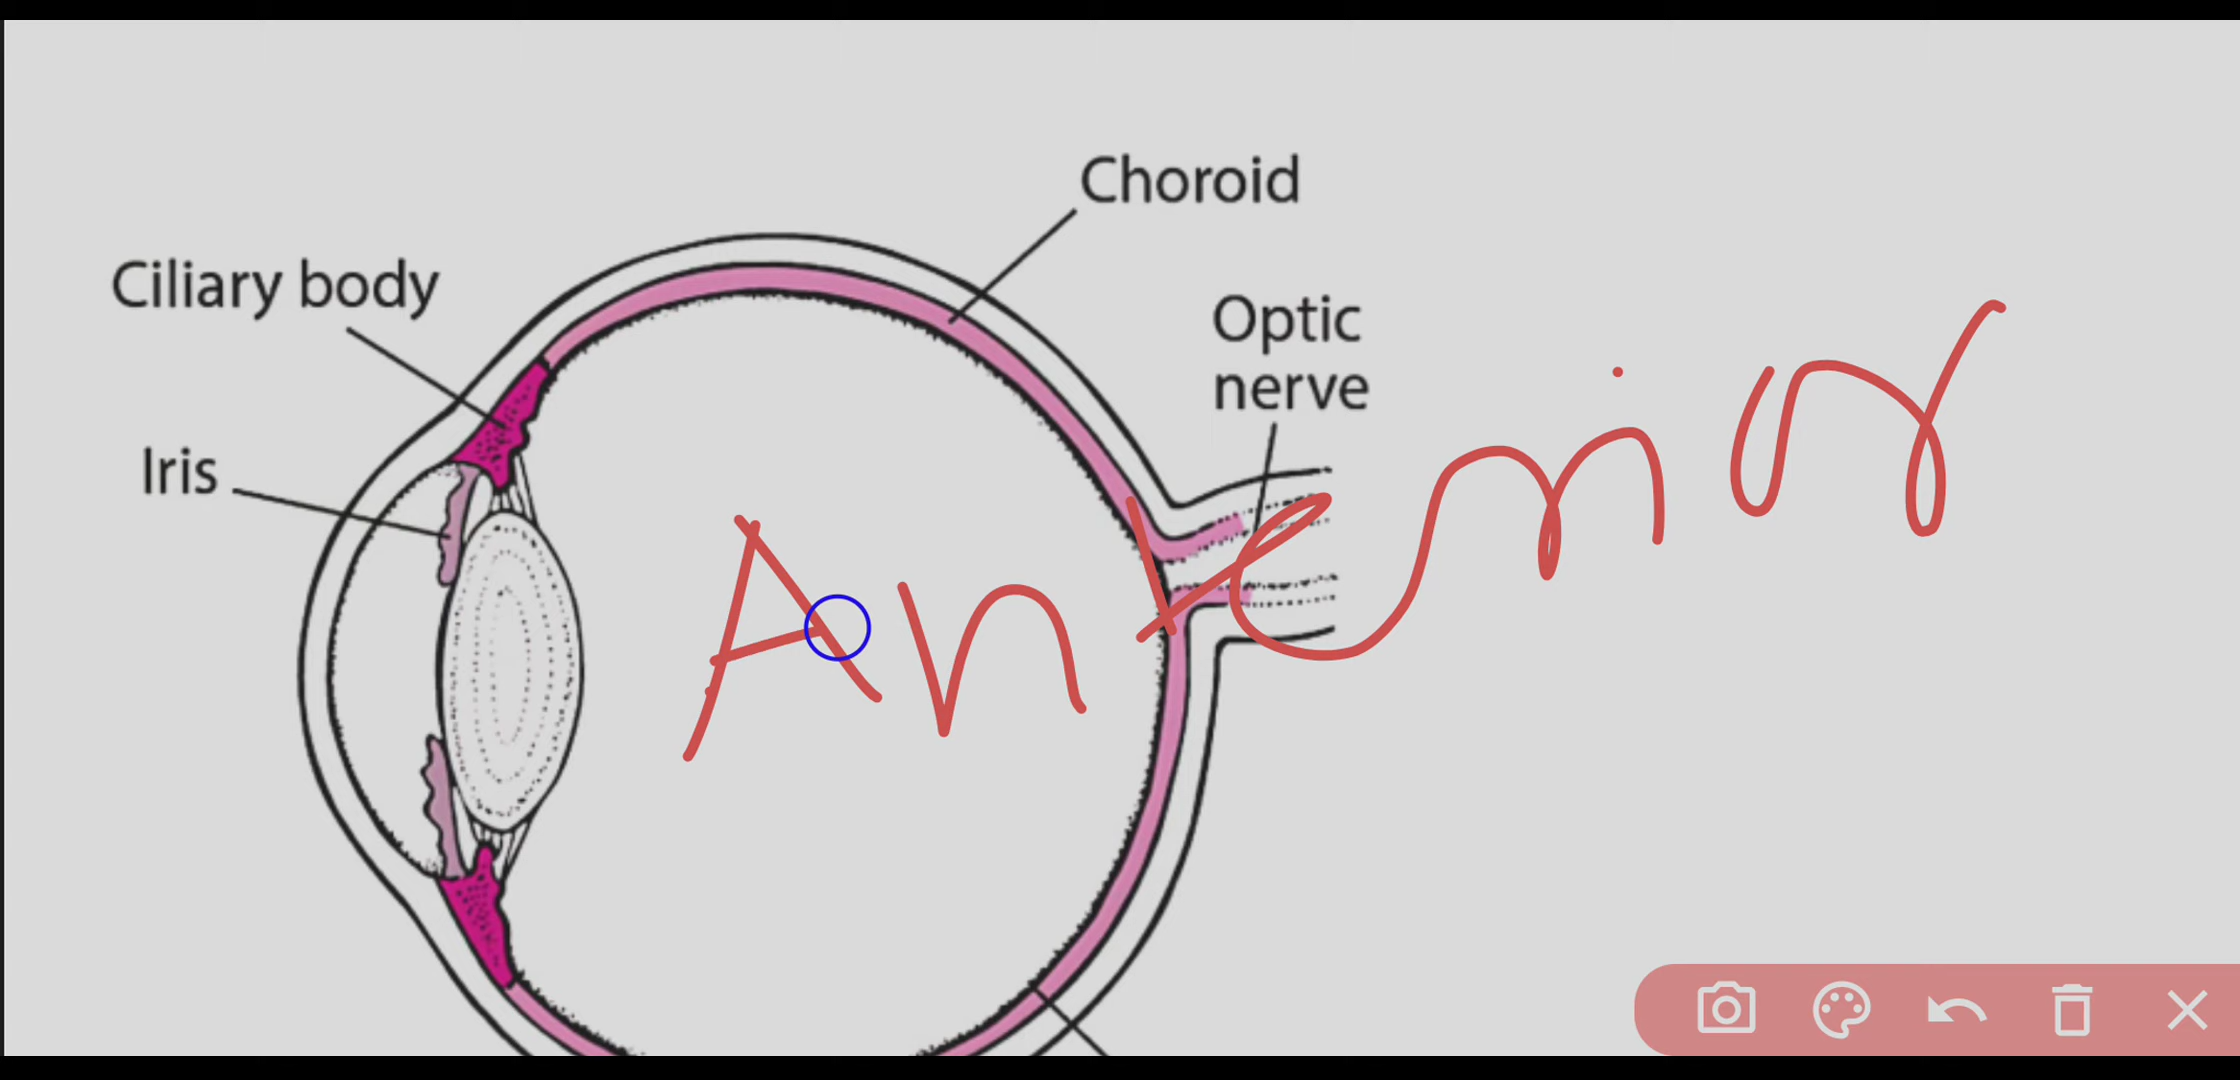 Choroid
Ciliary body
Optic
nerve
Iris
Anterior